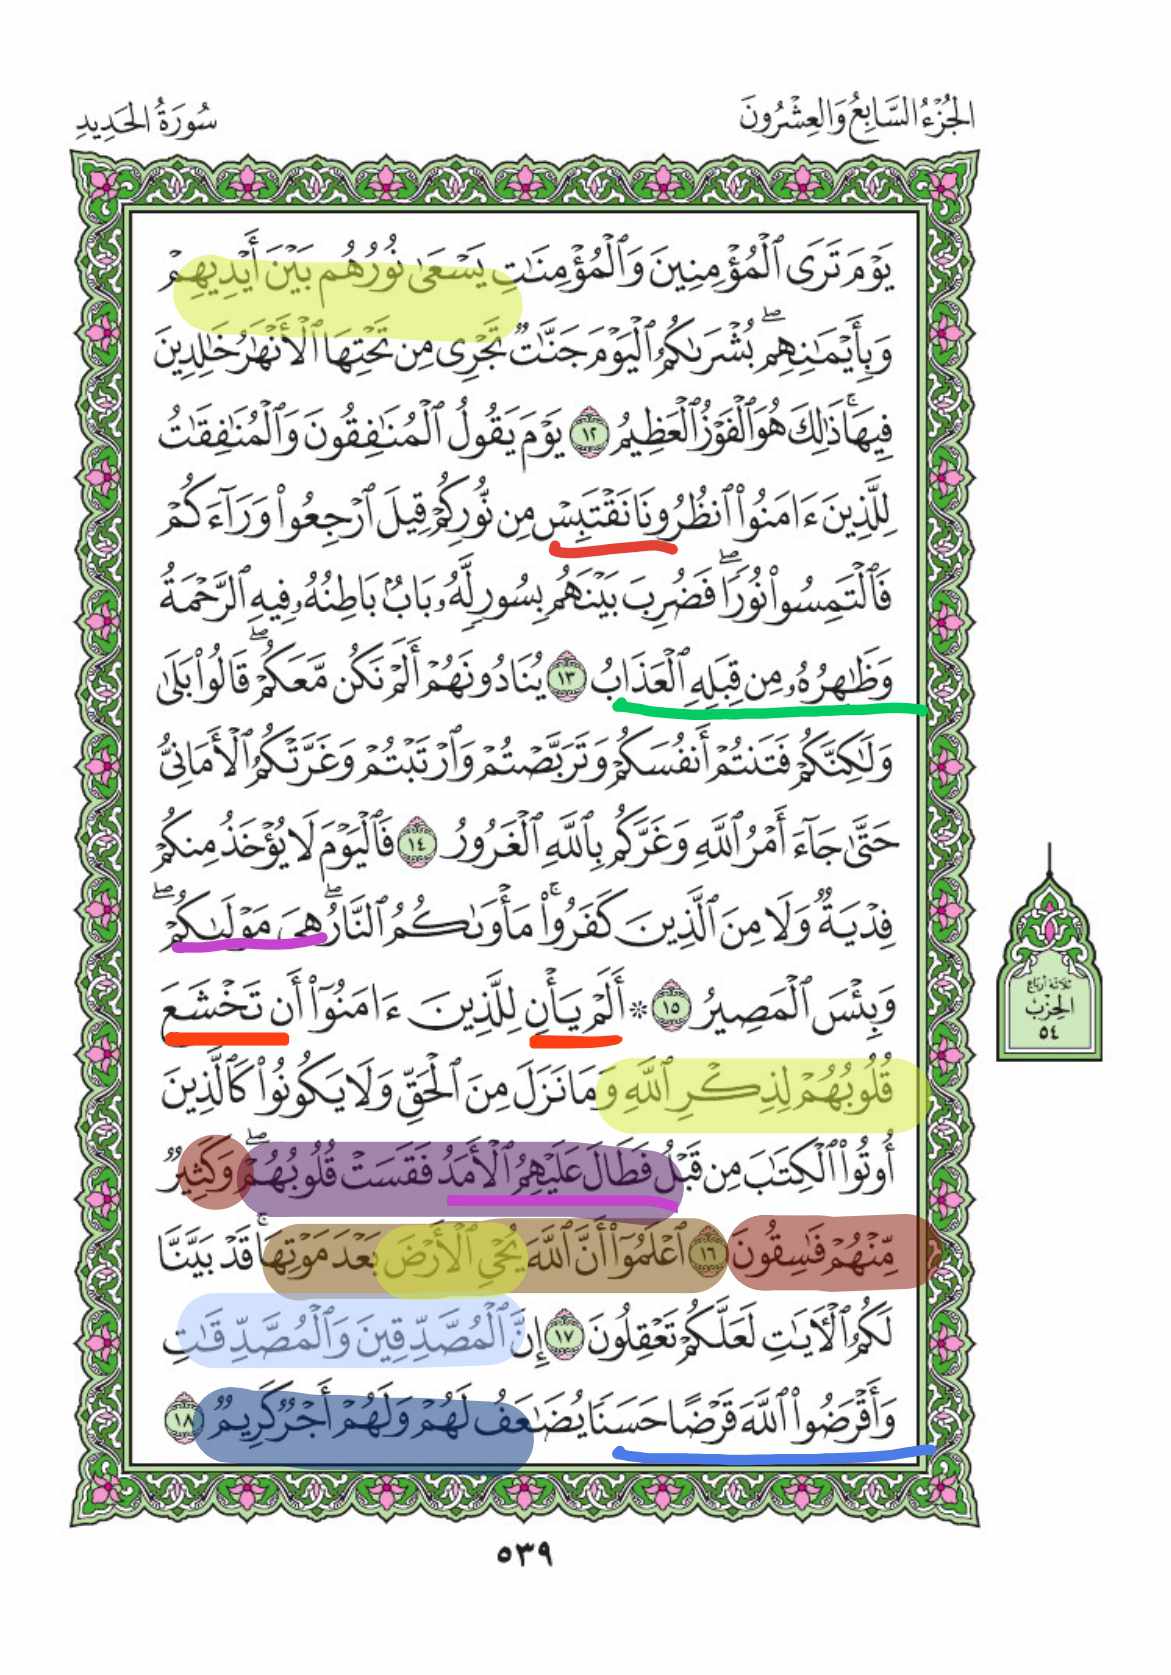 الجُزْءُ السَّابِعُ وَالعِشْرُونَ
سُورَةُ الحَدِيدِ
يَوْمَ تَرَى ٱلْمُؤْمِنِينَ وَٱلْمُؤْمِنَٰتِ يَسْعَىٰ نُورُهُم بَيْنَ أَيْدِيهِمْ
وَبِأَيْمَٰنِهِمۖ بُشْرَىٰكُمُ ٱلْيَوْمَ جَنَّٰتٌ تَجْرِى مِن تَحْتِهَا ٱلْأَنْهَٰرُ خَٰلِدِينَ
فِيهَاۚ ذَٰلِكَ هُوَ ٱلْفَوْزُ ٱلْعَظِيمُ ١٢ يَوْمَ يَقُولُ ٱلْمُنَٰفِقُونَ وَٱلْمُنَٰفِقَٰتُ
لِلَّذِينَ ءَامَنُوا۟ ٱنظُرُونَا نَقْتَبِسْ مِن نُّورِكُمْ قِيلَ ٱرْجِعُوا۟ وَرَآءَكُمْ
فَٱلْتَمِسُوا۟ نُورًاۖ فَضُرِبَ بَيْنَهُم بِسُورٍ لَّهُۥ بَابٌۢ بَاطِنُهُۥ فِيهِ ٱلرَّحْمَةُ
وَظَٰهِرُهُۥ مِن قِبَلِهِ ٱلْعَذَابُ ١٣ يُنَادُونَهُمْ أَلَمْ نَكُن مَّعَكُمْۖ قَالُوا۟ بَلَىٰ
وَلَٰكِنَّكُمْ فَتَنتُمْ أَنفُسَكُمْ وَتَرَبَّصْتُمْ وَٱرْتَبْتُمْ وَغَرَّتْكُمُ ٱلْأَمَانِىُّ
حَتَّىٰ جَآءَ أَمْرُ ٱللَّهِ وَغَرَّكُم بِٱللَّهِ ٱلْغَرُورُ ١٤ فَٱلْيَوْمَ لَا يُؤْخَذُ مِنكُمْ
فِدْيَةٌ وَلَا مِنَ ٱلَّذِينَ كَفَرُوا۟ۚ مَأْوَىٰكُمُ ٱلنَّارُۖ هِىَ مَوْلَىٰكُمْۖ
وَبِئْسَ ٱلْمَصِيرُ ١٥ ۞ أَلَمْ يَأْنِ لِلَّذِينَ ءَامَنُوٓا۟ أَن تَخْشَعَ
قُلُوبُهُمْ لِذِكْرِ ٱللَّهِ وَمَا نَزَلَ مِنَ ٱلْحَقِّ وَلَا يَكُونُوا۟ كَٱلَّذِينَ
أُوتُوا۟ ٱلْكِتَٰبَ مِن قَبْلُ فَطَالَ عَلَيْهِمُ ٱلْأَمَدُ فَقَسَتْ قُلُوبُهُمْۖ وَكَثِيرٌ
مِّنْهُمْ فَٰسِقُونَ ١٦ ٱعْلَمُوٓا۟ أَنَّ ٱللَّهَ يُحْىِ ٱلْأَرْضَ بَعْدَ مَوْتِهَاۚ قَدْ بَيَّنَّا
لَكُمُ ٱلْءَايَٰتِ لَعَلَّكُمْ تَعْقِلُونَ ١٧ إِنَّ ٱلْمُصَّدِّقِينَ وَٱلْمُصَّدِّقَٰتِ
وَأَقْرَضُوا۟ ٱللَّهَ قَرْضًا حَسَنًا يُضَٰعَفُ لَهُمْ وَلَهُمْ أَجْرٌ كَرِيمٌ ١٨
ثَلَاثَةُ أَرْبَاعِ
الحِزْبُ
٥٤
٥٣٩